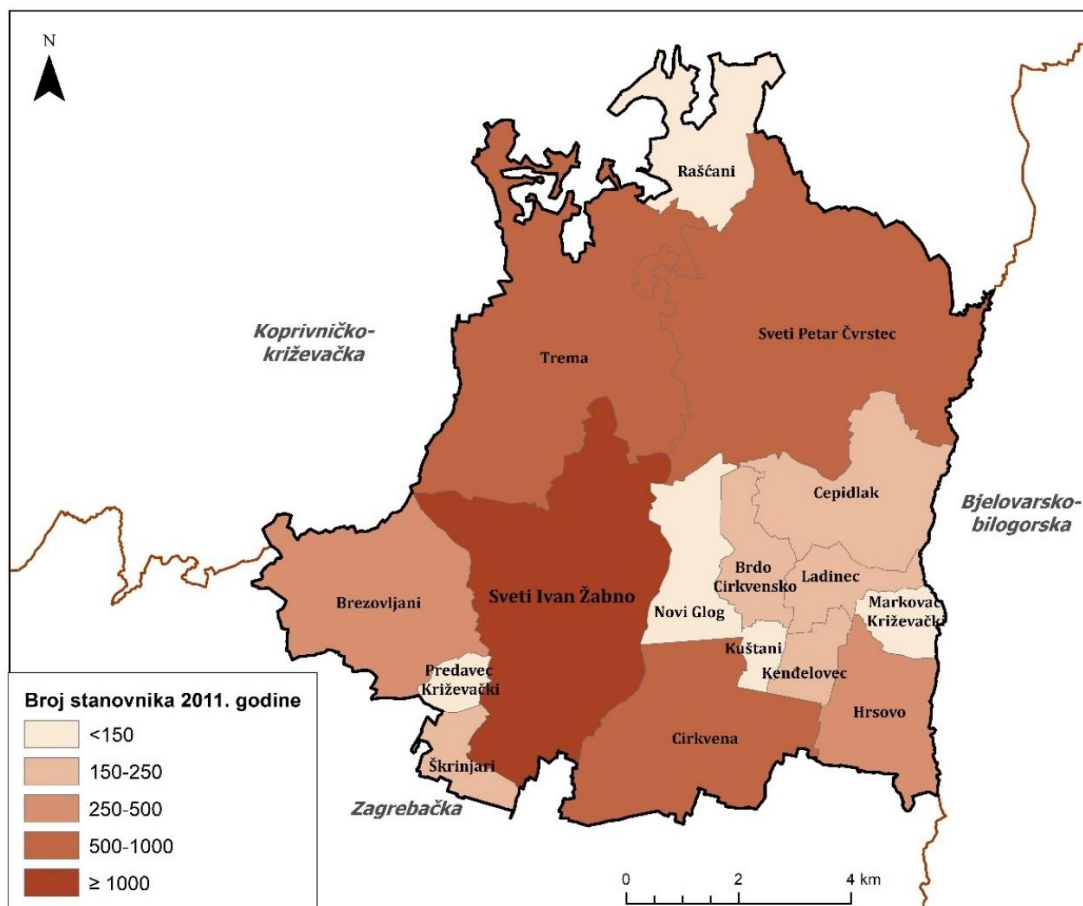 N
Rašćani
Koprivničko-
križevačka
Sveti Petar Čvrstec
Trema
Cepidlak
Bjelovarsko-
bilogorska
Brdo
Cirkvensko
Ladinec
Brezovljani
Sveti Ivan Žabno
Novi Glog
Markovac
Križevački
Kuštani
Predavec
Križevački
Kenđelovec
Hrsovo
Cirkvena
Škrinjari
Zagrebačka
Broj stanovnika 2011. godine
<150
150-250
250-500
500-1000
≥ 1000
0 2 4 km